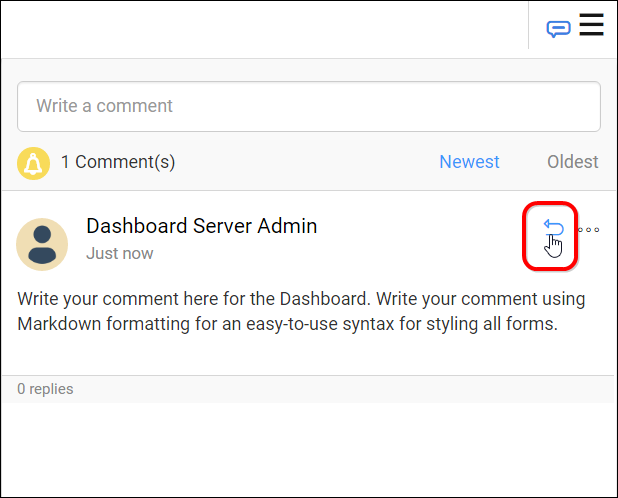 Write a comment
1 Comment(s)
Newest
Oldest
Dashboard Server Admin
Just now
Write your comment here for the Dashboard. Write your comment using
Markdown formatting for an easy-to-use syntax for styling all forms.
0 replies